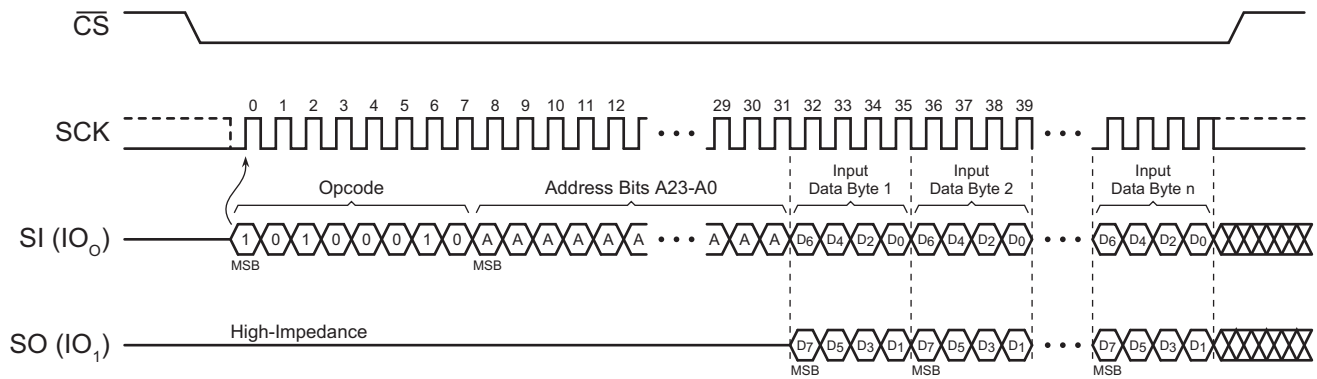 CS
0 1 2 3 4 5 6 7 8 9 10 11 12 29 30 31 32 33 34 35 36 37 38 39
SCK
Opcode
Address Bits A23-A0
Input
Data Byte 1
Input
Data Byte 2
Input
Data Byte n
SI (IOO) 1 0 1 0 0 0 1 0 A A A A A A A A A D6 D4 D2 D0 D6 D4 D2 D0 D6 D4 D2 D0
MSB MSB
High-Impedance
SO (IO1) D7 D5 D3 D1 D7 D5 D3 D1 D7 D5 D3 D1
MSB MSB MSB